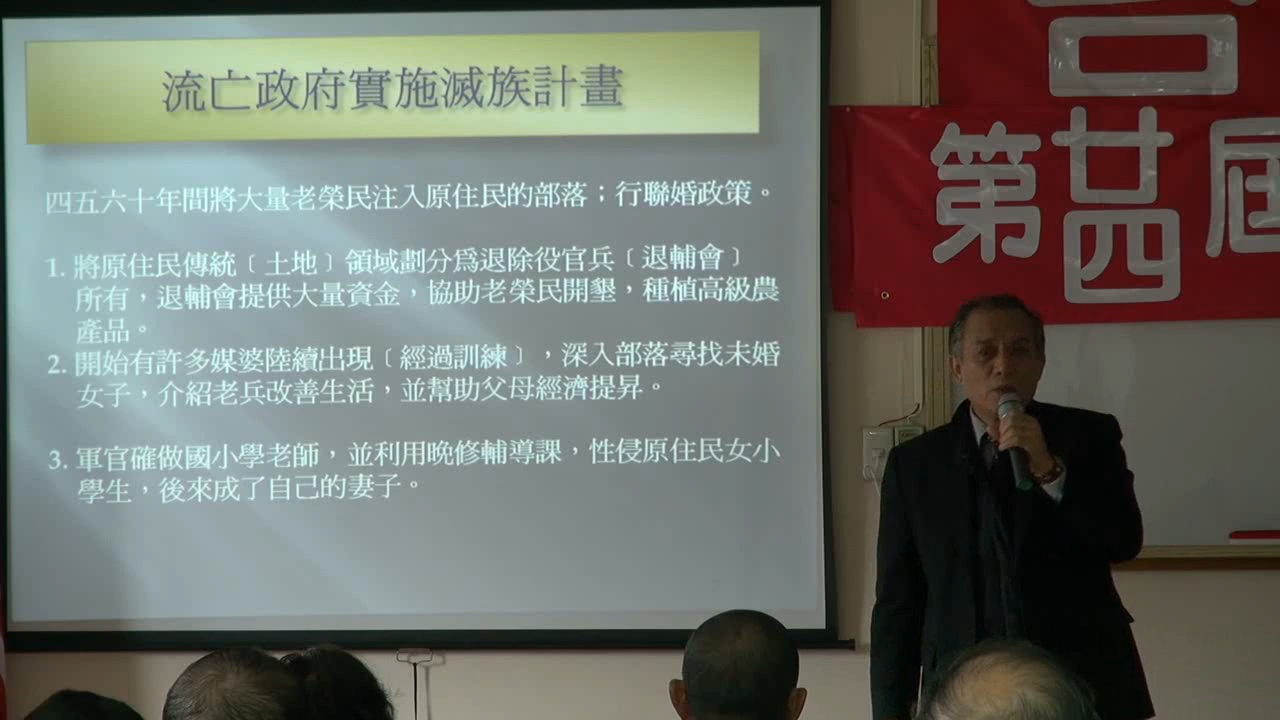 流亡政府實施滅族計畫
四五六十年間將大量老榮民注入原住民的部落；行聯婚政策。
1. 將原住民傳統﹝土地﹞領域劃分為退除役官兵﹝退輔會﹞
所有，退輔會提供大量資金，協助老榮民開墾，種植高級農
產品。
2. 開始有許多媒婆陸續出現﹝經過訓練﹞，深入部落尋找未婚
女子，介紹老兵改善生活，並幫助父母經濟提昇。
3. 軍官確做國小學老師，並利用晚修輔導課，性侵原住民女小
學生，後來成了自己的妻子。
第廿四屆